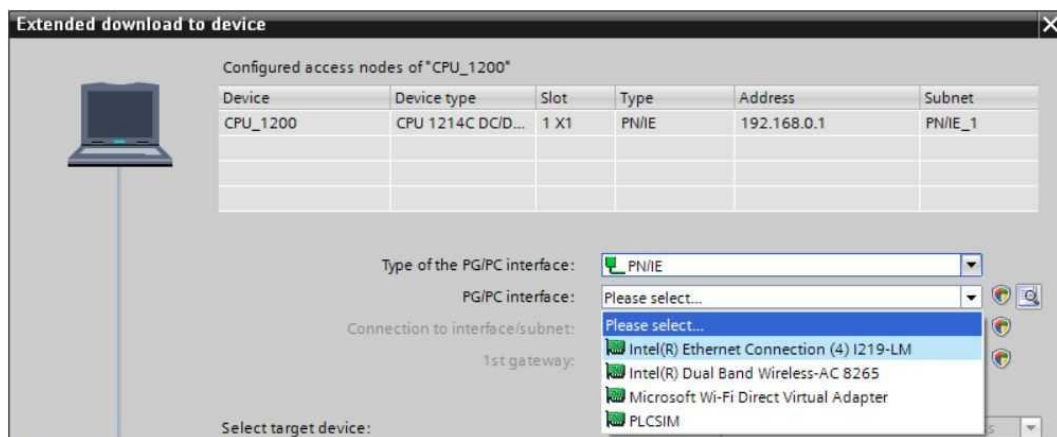 Extended download to device
Configured access nodes of "CPU_1200"
Device Device type Slot Type Address Subnet
CPU_1200 CPU 1214C DC/D... 1 X1 PN/IE 192.168.0.1 PN/IE_1
Type of the PG/PC interface: PN/IE
PG/PC interface: Please select...
Connection to interface/subnet: Please select...
Intel(R) Ethernet Connection (4) I219-LM
1st gateway:
Intel(R) Dual Band Wireless-AC 8265
Microsoft Wi-Fi Direct Virtual Adapter
PLCSIM
Select target device: